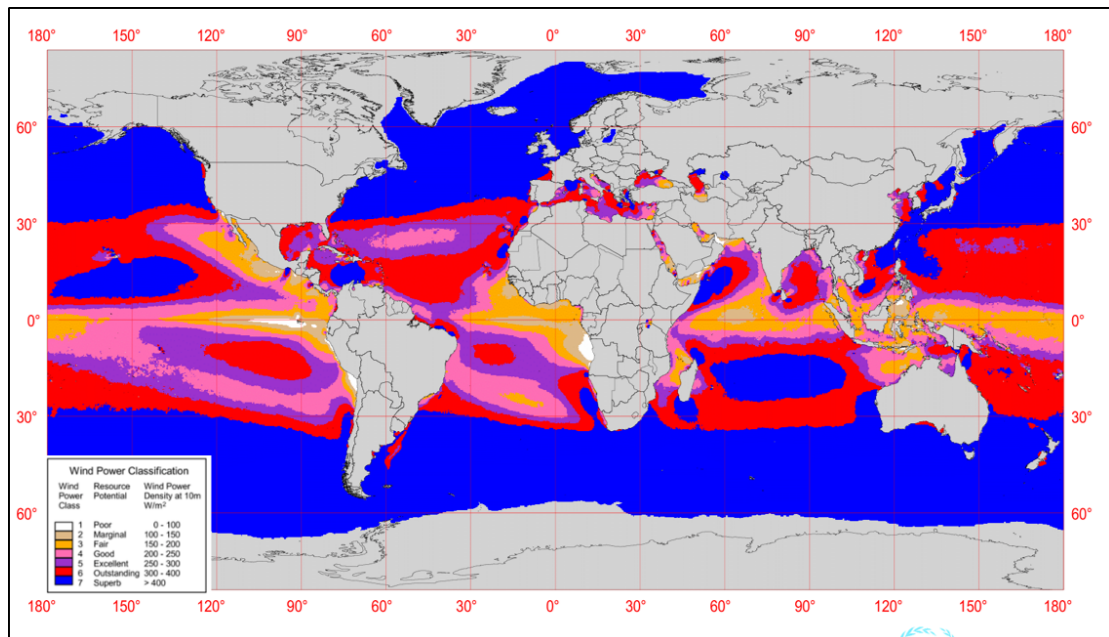 180° 150° 120° 90° 60° 30° 0° 30° 60° 90° 120° 150° 180°
60° 60°
30° 30°
0° 0°
30° 30°
Wind Power Classification
Wind Power Class Resource Potential Wind Power Density at 10m W/m²
1 Poor 0 - 100
2 Marginal 100 - 150
3 Fair 150 - 200
4 Good 200 - 250
5 Excellent 250 - 300
6 Outstanding 300 - 400
7 Superb > 400
60° 60°
180° 150° 120° 90° 60° 30° 0° 30° 60° 90° 120° 150° 180°